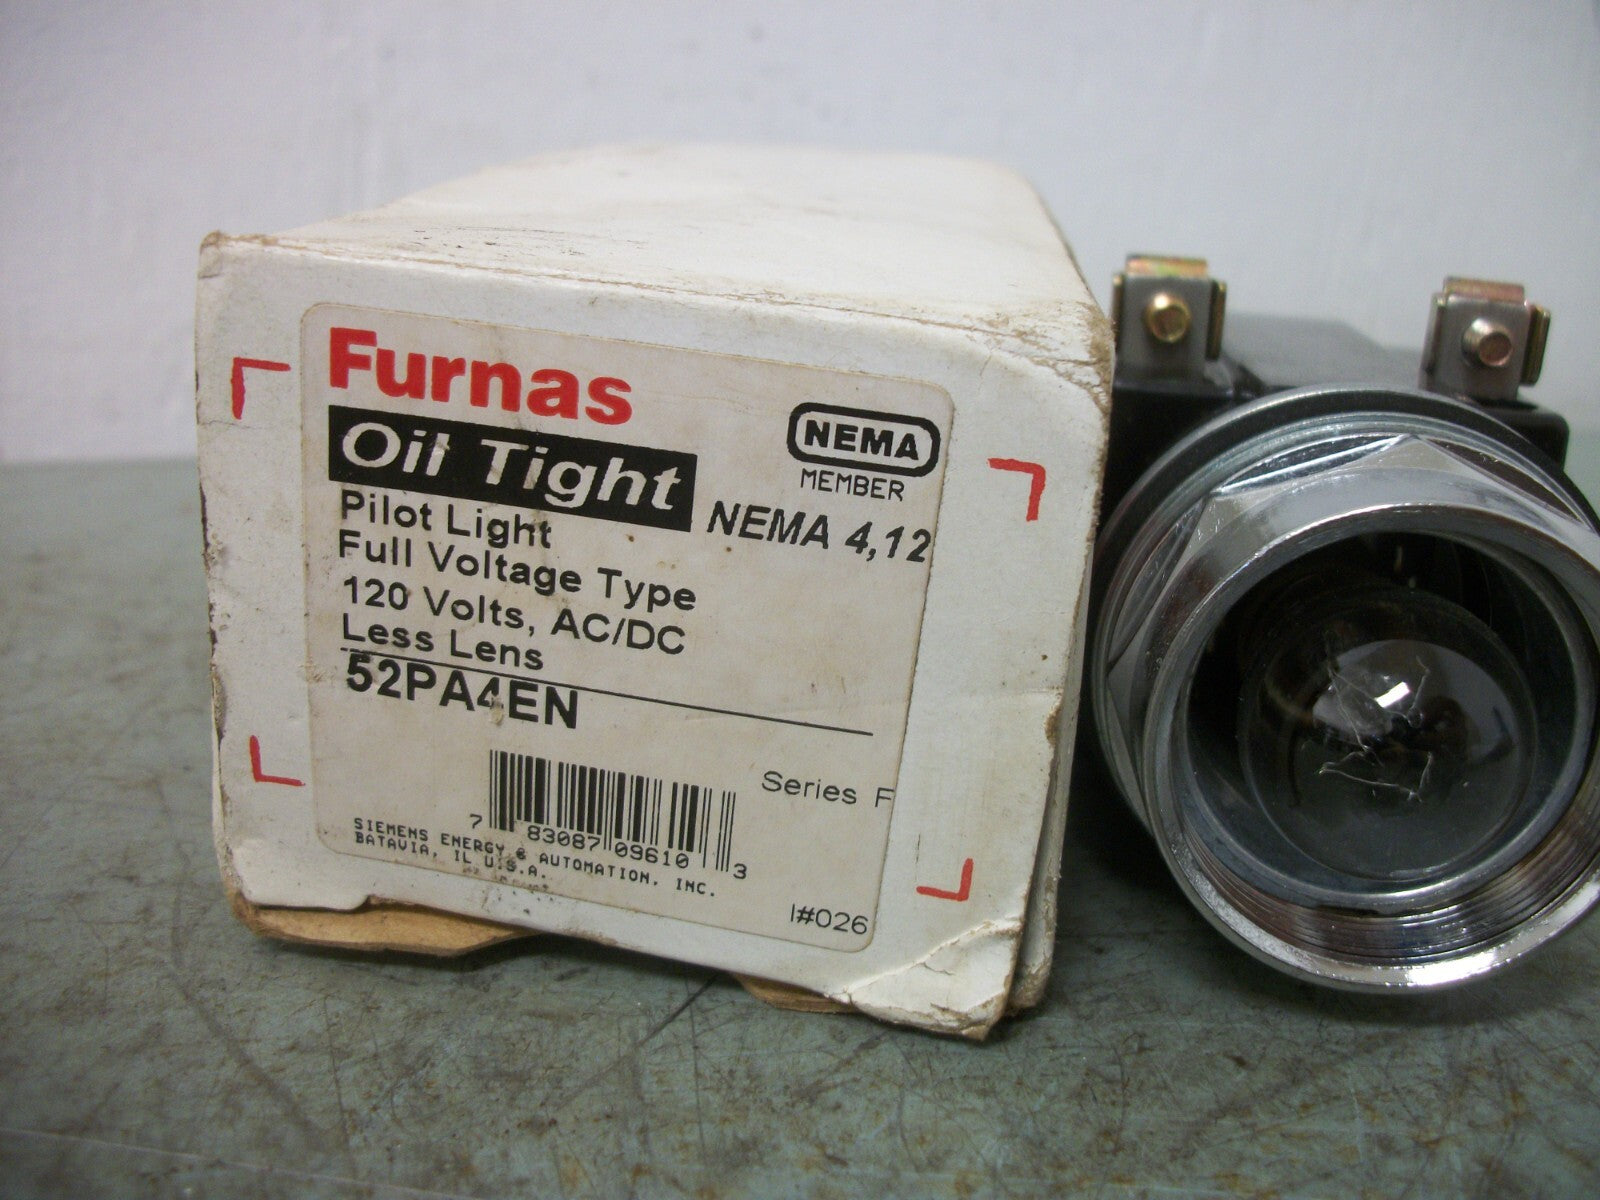 Furnas
Oil Tight
NEMA
MEMBER
NEMA 4,12
Pilot Light
Full Voltage Type
120 Volts, AC/DC
Less Lens
52PA4EN
Series F
7 83087 09610 3
SIEMENS ENERGY & AUTOMATION, INC.
BATAVIA, IL U.S.A.
I#026